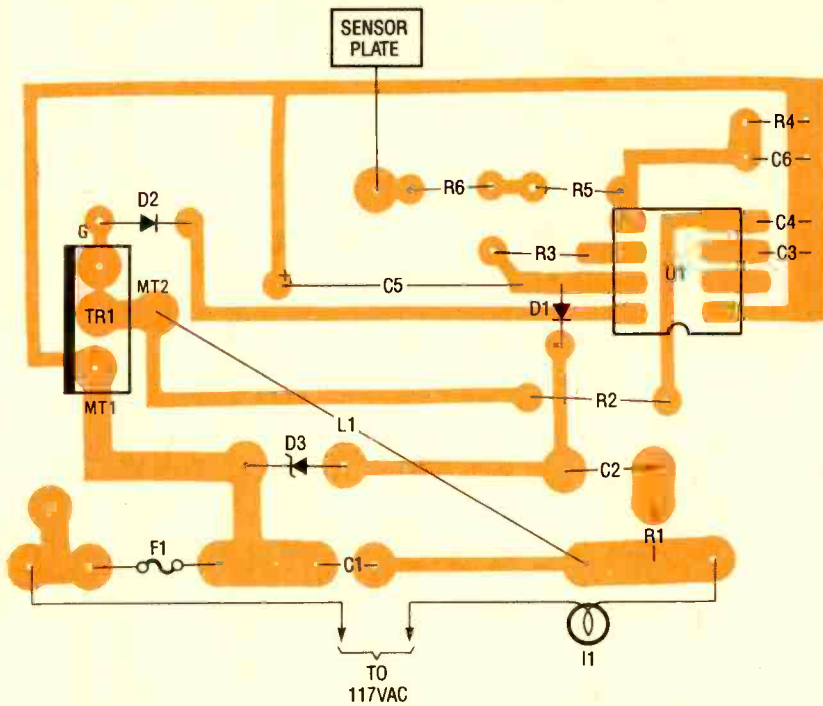 SENSOR
PLATE
R4
C6
R6
R5
D2
G
C4
R3
C3
U1
+
C5
MT2
TR1
D1
MT1
R2
L1
D3
C2
R1
F1
C1
I1
TO
117VAC